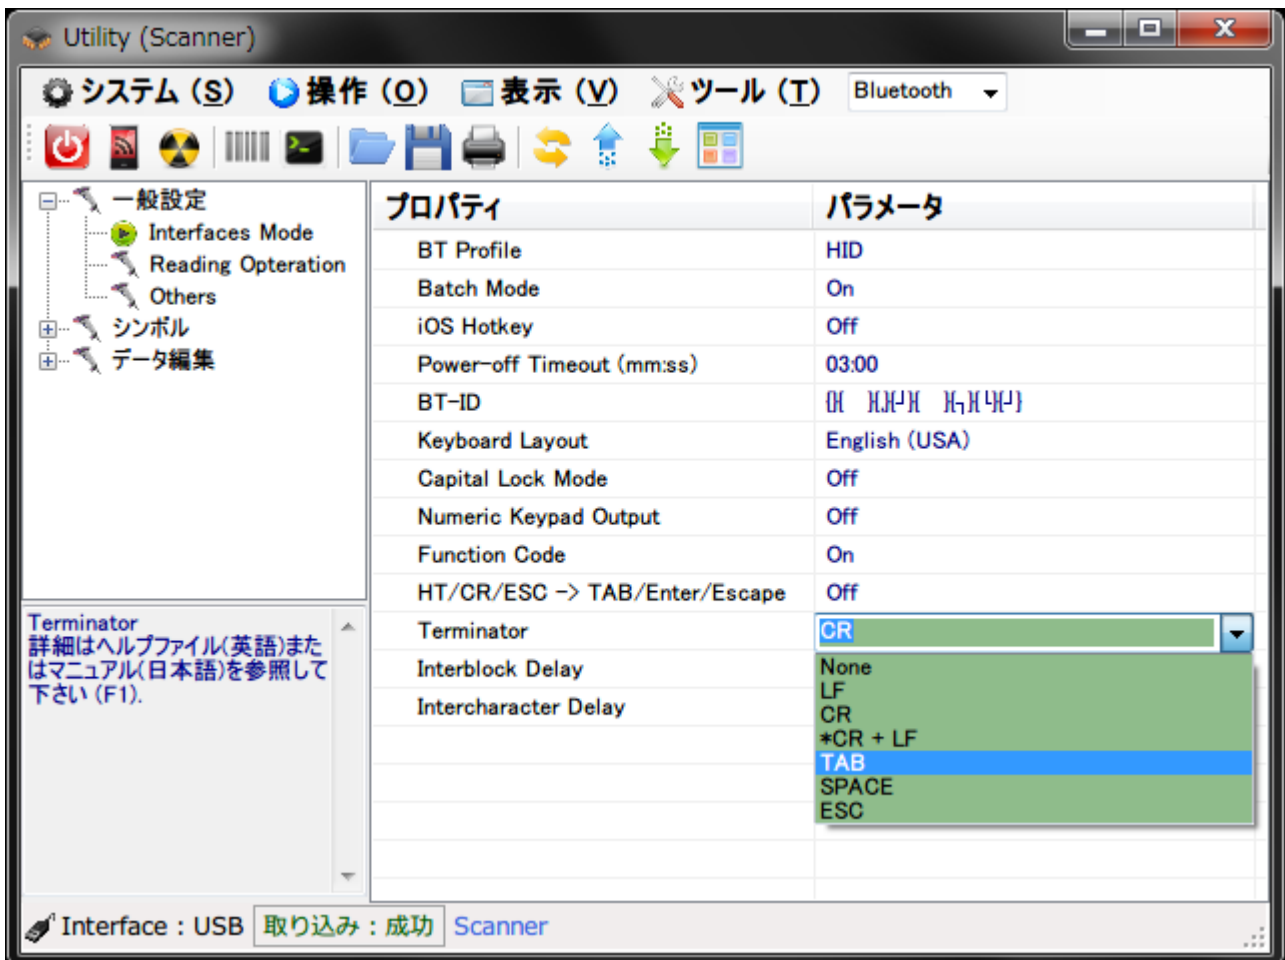 Utility (Scanner)
システム (S) 操作 (O) 表示 (V) ツール (T) Bluetooth
一般設定
Interfaces Mode
Reading Opteration
Others
シンボル
データ編集
プロパティ パラメータ
BT Profile HID
Batch Mode On
iOS Hotkey Off
Power-off Timeout (mm:ss) 03:00
BT-ID
Keyboard Layout English (USA)
Capital Lock Mode Off
Numeric Keypad Output Off
Function Code On
HT/CR/ESC -> TAB/Enter/Escape Off
Terminator CR
Interblock Delay
Intercharacter Delay
None
LF
CR
*CR + LF
TAB
SPACE
ESC
Terminator
詳細はヘルプファイル(英語)また
はマニュアル(日本語)を参照して
下さい (F1).
Interface : USB 取り込み : 成功 Scanner